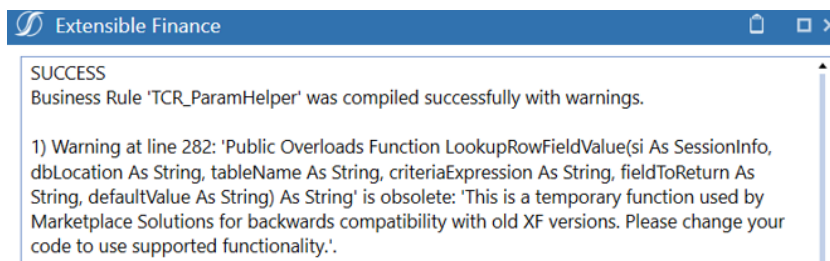 Extensible Finance
SUCCESS
Business Rule 'TCR_ParamHelper' was compiled successfully with warnings.
1) Warning at line 282: 'Public Overloads Function LookupRowFieldValue(si As SessionInfo,
dbLocation As String, tableName As String, criteriaExpression As String, fieldToReturn As
String, defaultValue As String) As String' is obsolete: 'This is a temporary function used by
Marketplace Solutions for backwards compatibility with old XF versions. Please change your
code to use supported functionality.'.